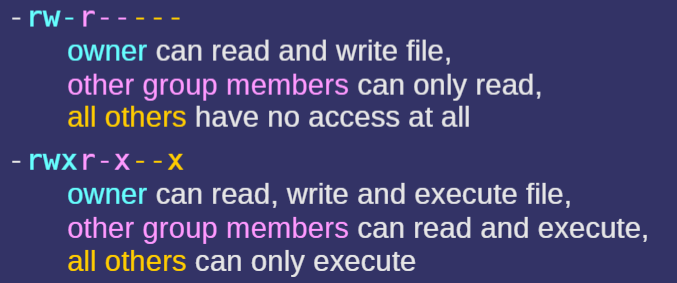 -rw-r-----
owner can read and write file,
other group members can only read,
all others have no access at all
-rwxr-x--x
owner can read, write and execute file,
other group members can read and execute,
all others can only execute